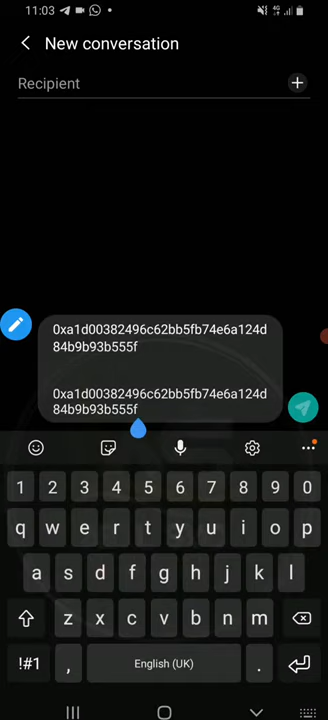 11:03
4G
New conversation
Recipient
0xa1d00382496c62bb5fb74e6a124d
84b9b93b555f
0xa1d00382496c62bb5fb74e6a124d
84b9b93b555f
1 2 3 4 5 6 7 8 9 0
q w e r t y u i o p
a s d f g h j k l
z x c v b n m
!#1 , English (UK) .